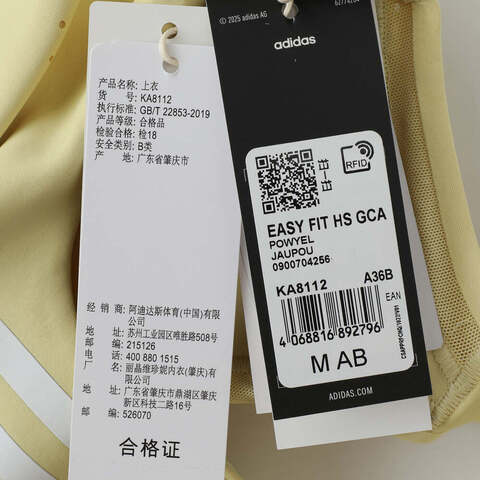 产品名称: 上衣
货 号: KA8112
执行标准: GB/T 22853-2019
产品等级: 合格品
检验合格: 检18
安全类别: B类
产 地: 广东省肇庆市
经 销 商: 阿迪达斯体育(中国)有限
公司
地 址: 苏州工业园区唯胜路508号
邮 编: 215126
电 话: 400 880 1515
厂 名: 丽晶维珍妮内衣(肇庆)有
限公司
地 址: 广东省肇庆市鼎湖区肇庆
新区科技二路16号
邮 编: 526070
合格证
© 2025 adidas AG
adidas
RFID
EASY FIT HS GCA
POWYEL
JAUPOU
0900704256
KA8112 A36B
EAN
4 068816 892796
M AB
ADIDAS.COM